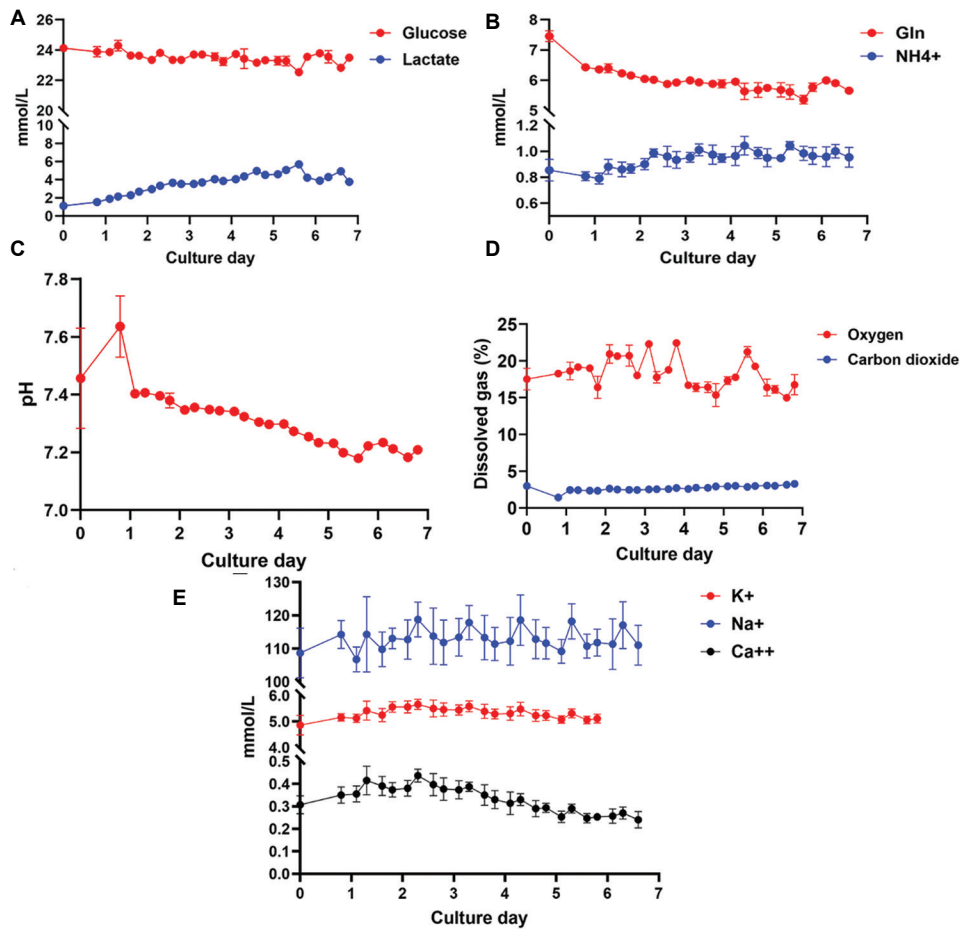 A
26
24
22
20
10
8
6
4
2
0
mmol/L
0 1 2 3 4 5 6 7
Culture day
Glucose
Lactate
B
8
7
6
5
1.2
1.0
0.8
0.6
mmol/L
0 1 2 3 4 5 6 7
Culture day
Gln
NH4+
C
7.8
7.6
7.4
7.2
7.0
pH
0 1 2 3 4 5 6 7
Culture day
D
25
20
15
10
5
0
Dissolved gas (%)
0 1 2 3 4 5 6 7
Culture day
Oxygen
Carbon dioxide
E
130
120
110
100
6.0
5.0
4.0
0.5
0.4
0.3
0.2
0.1
0.0
mmol/L
0 1 2 3 4 5 6 7
Culture day
K+
Na+
Ca++